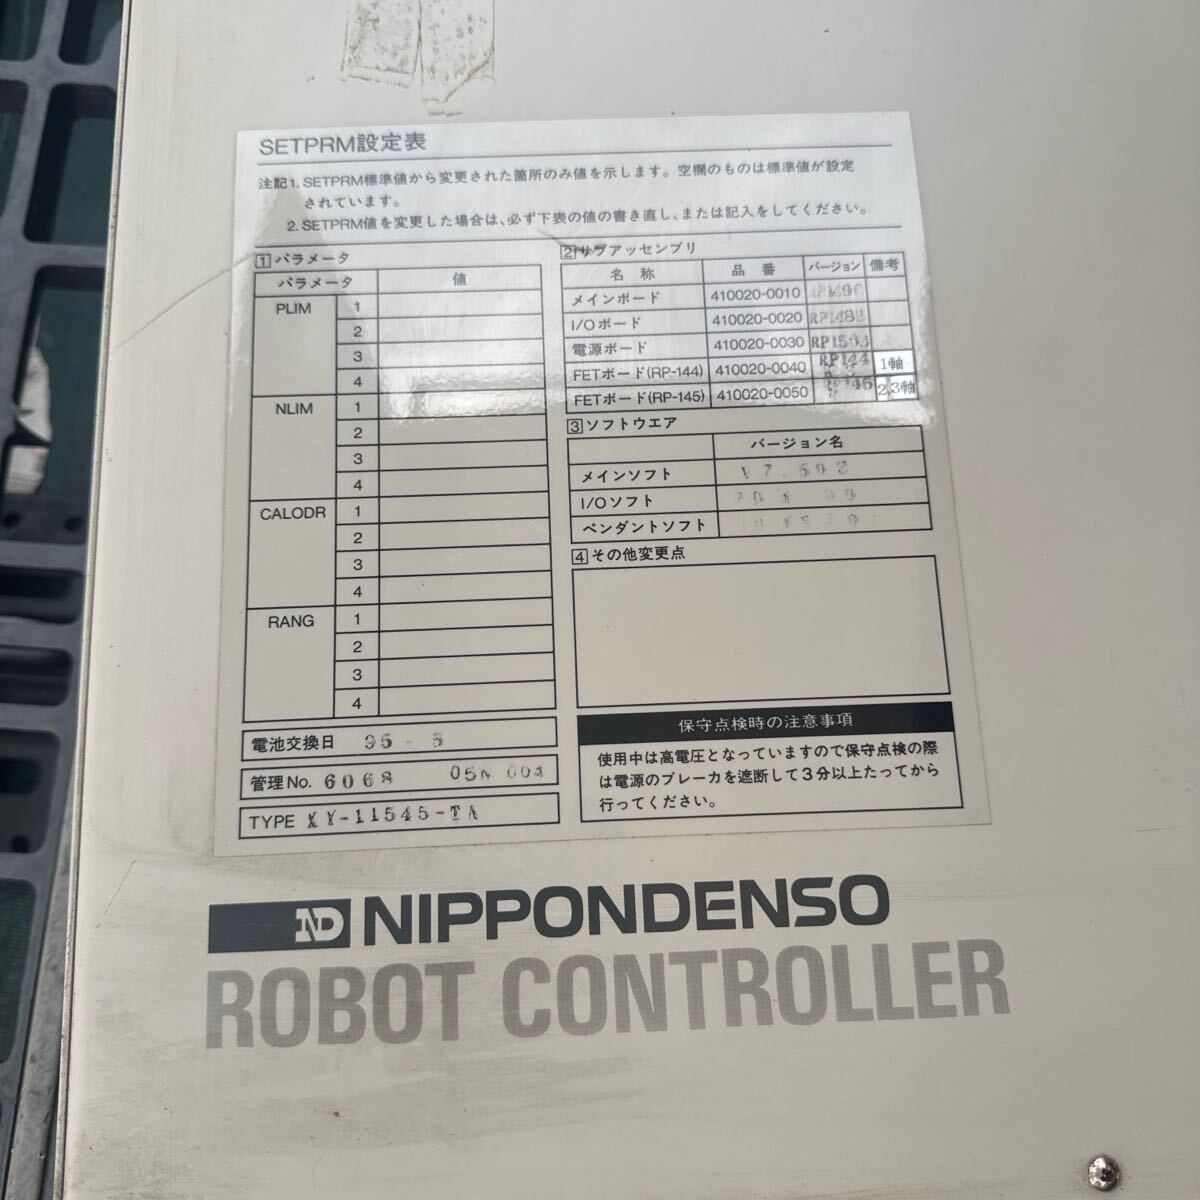 SETPRM設定表
注記1. SETPRM標準値から変更された箇所のみ値を示します。空欄のものは標準値が設定
されています。
2. SETPRM値を変更した場合は、必ず下表の値の書き直し、または記入をしてください。
1 パラメータ
パラメータ 値
PLIM 1
2
3
4
NLIM 1
2
3
4
CALODR 1
2
3
4
RANG 1
2
3
4
電池交換日 95-5
管理No. 6068 05N 004
TYPE XY-11545-TA
2 サブアッセンブリ
名称 品番 バージョン 備考
メインボード 410020-0010
I/Oボード 410020-0020
電源ボード 410020-0030
FETボード(RP-144) 410020-0040 RP144 1軸
FETボード(RP-145) 410020-0050 2,3軸
3 ソフトウエア
バージョン名
メインソフト
I/Oソフト
ペンダントソフト
4 その他変更点
保守点検時の注意事項
使用中は高電圧となっていますので保守点検の際
は電源のブレーカを遮断して3分以上たってから
行ってください。
ND NIPPONDENSO
ROBOT CONTROLLER